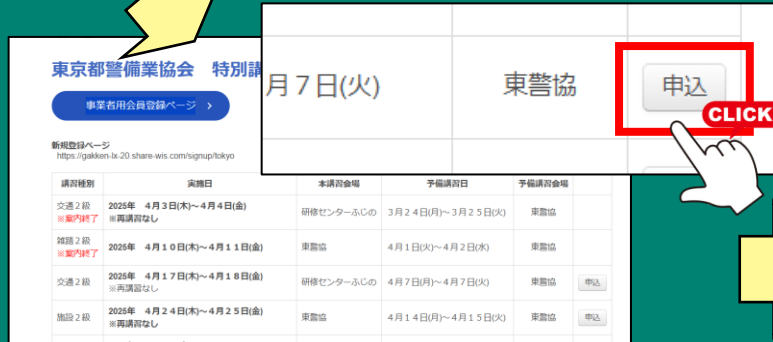 東京都警備業協会　特別講
事業者用会員登録ページ >
新規登録ページ
https://gakken-lx-20.share-wis.com/signup/tokyo
月7日(火) 東警協 申込
CLICK
講習種別 実施日 本講習会場 予備講習日 予備講習会場
交通２級 2025年　４月３日(木)～４月４日(金) 研修センターふじの ３月２４日(月)～３月２５日(火) 東警協
※案内終了 ※再講習なし
雑踏２級 2025年　４月１０日(木)～４月１１日(金) 東警協 ４月１日(火)～４月２日(水) 東警協
※案内終了
交通２級 2025年　４月１７日(木)～４月１８日(金) 研修センターふじの ４月７日(月)～４月７日(火) 東警協 申込
※再講習なし
施設２級 2025年　４月２４日(木)～４月２５日(金) 東警協 ４月１４日(月)～４月１５日(火) 東警協 申込
※再講習なし